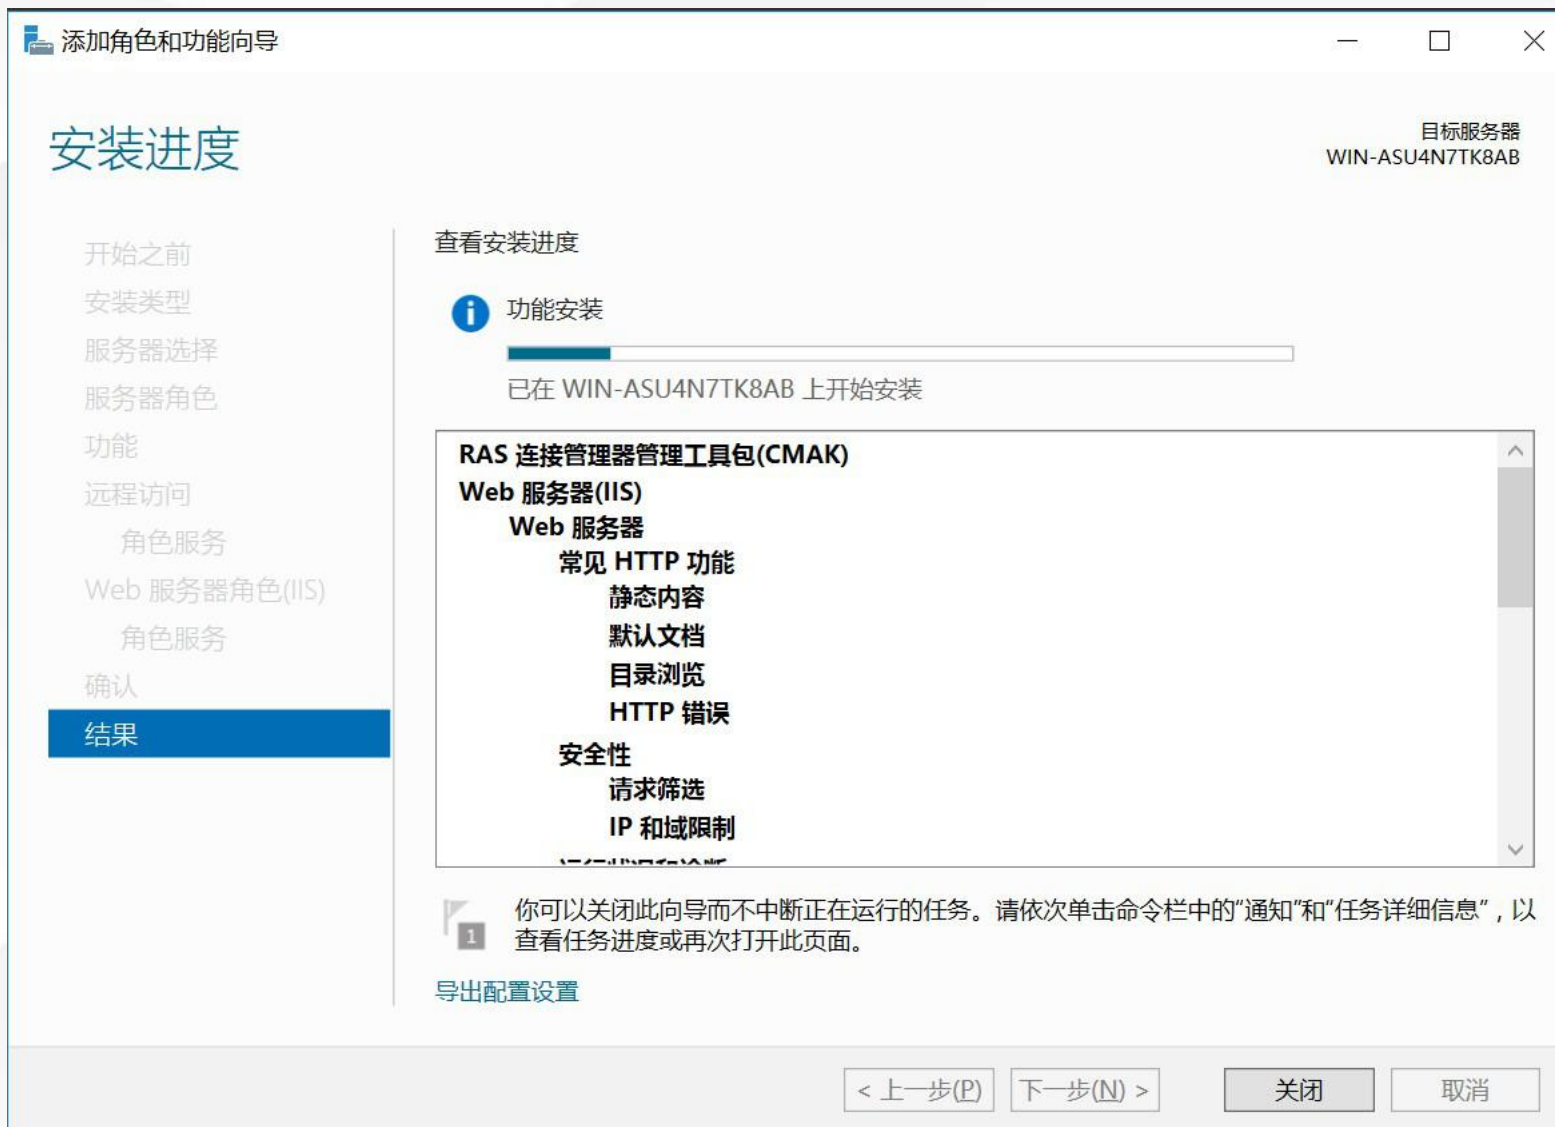 添加角色和功能向导
安装进度
目标服务器
WIN-ASU4N7TK8AB
开始之前
安装类型
服务器选择
服务器角色
功能
远程访问
角色服务
Web 服务器角色(IIS)
角色服务
确认
结果
查看安装进度
功能安装
已在 WIN-ASU4N7TK8AB 上开始安装
RAS 连接管理器管理工具包(CMAK)
Web 服务器(IIS)
Web 服务器
常见 HTTP 功能
静态内容
默认文档
目录浏览
HTTP 错误
安全性
请求筛选
IP 和域限制
运行状况和诊断
1
你可以关闭此向导而不中断正在运行的任务。请依次单击命令栏中的“通知”和“任务详细信息”，以
查看任务进度或再次打开此页面。
导出配置设置
< 上一步(P)
下一步(N) >
关闭
取消